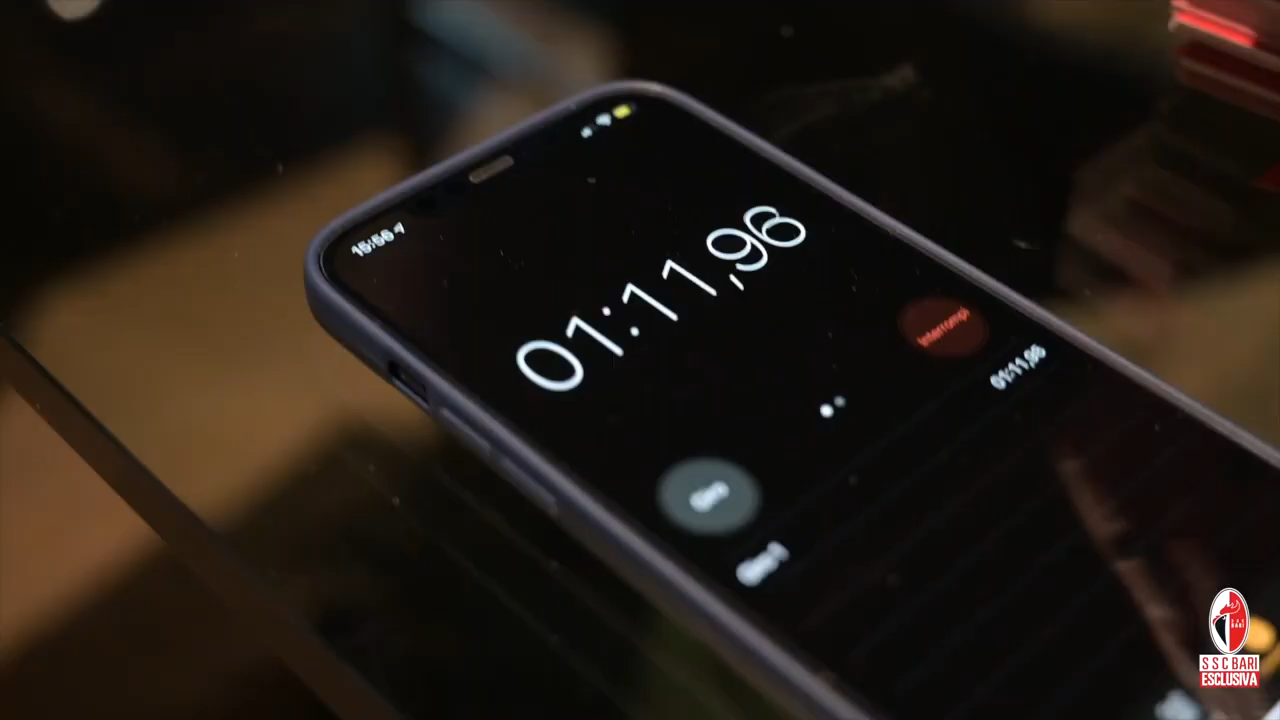 15:56
01:11,96
Interrompi
01:11,96
Giro
Giro 1
SSC BARI
ESCLUSIVA